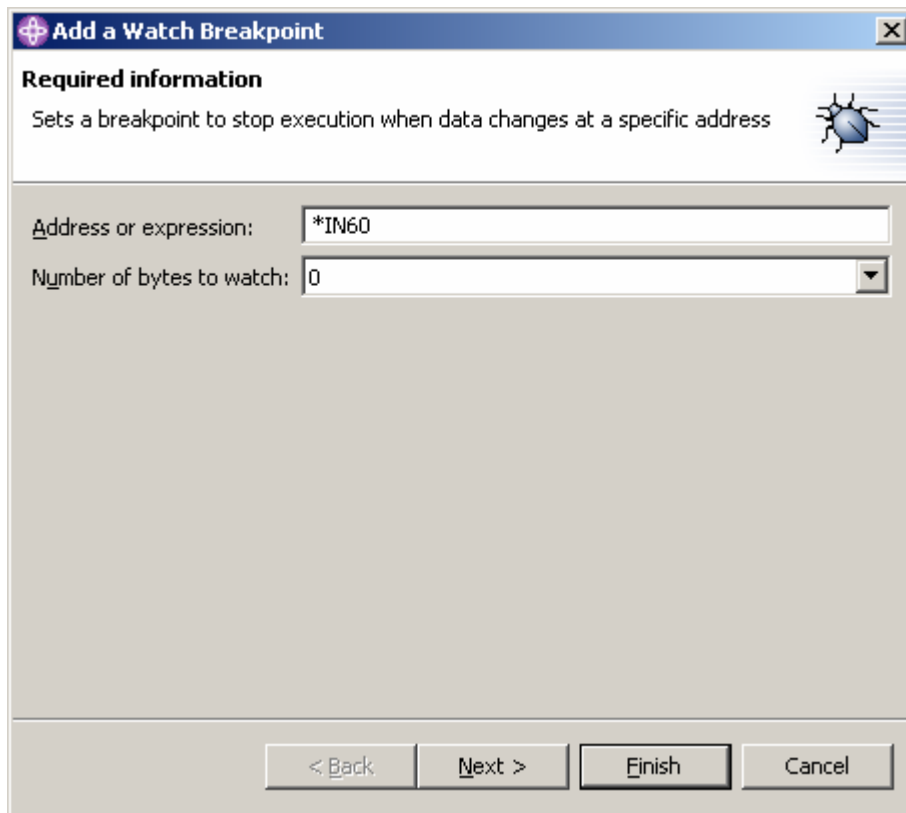 Add a Watch Breakpoint
Required information
Sets a breakpoint to stop execution when data changes at a specific address
Address or expression: *IN60
Number of bytes to watch: 0
< Back Next > Finish Cancel